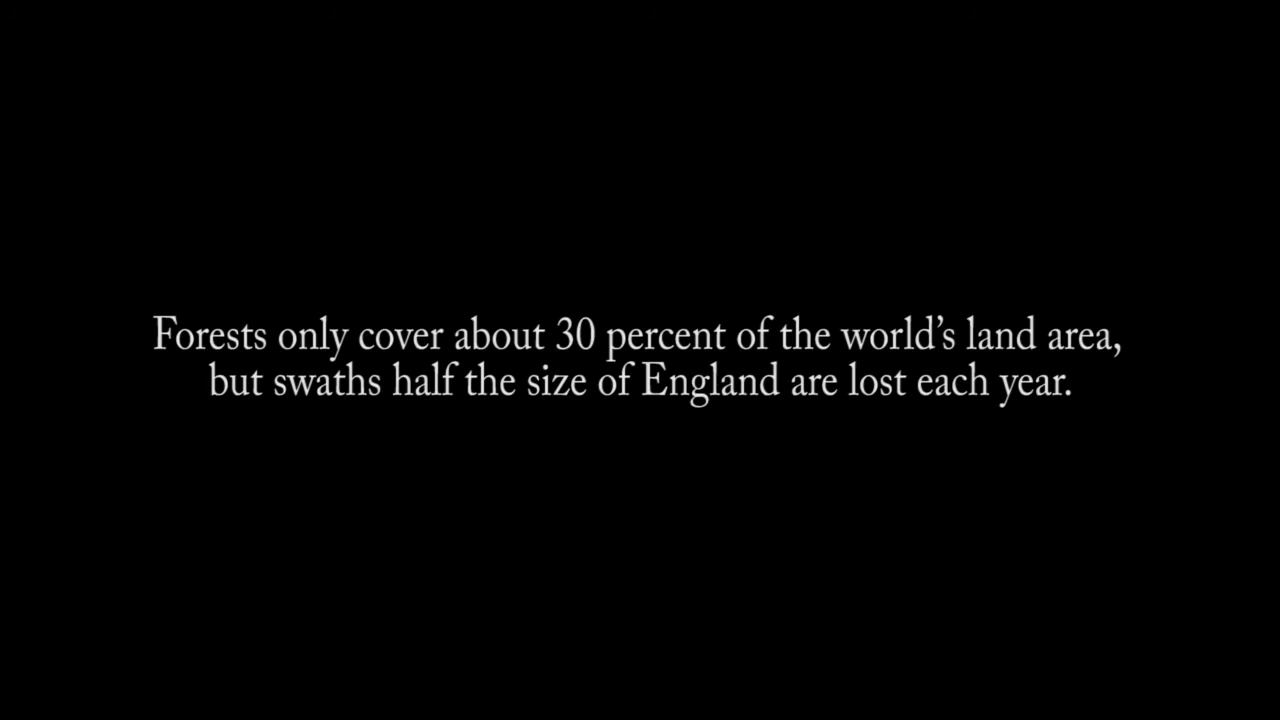 Forests only cover about 30 percent of the world’s land area,
but swaths half the size of England are lost each year.